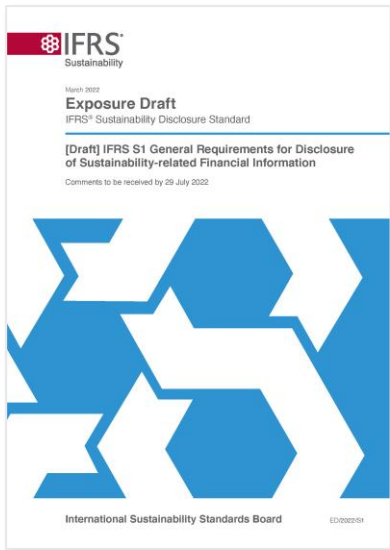 IFRS®
Sustainability
March 2022
Exposure Draft
IFRS® Sustainability Disclosure Standard
[Draft] IFRS S1 General Requirements for Disclosure
of Sustainability-related Financial Information
Comments to be received by 29 July 2022
International Sustainability Standards Board
ED/2022/S1